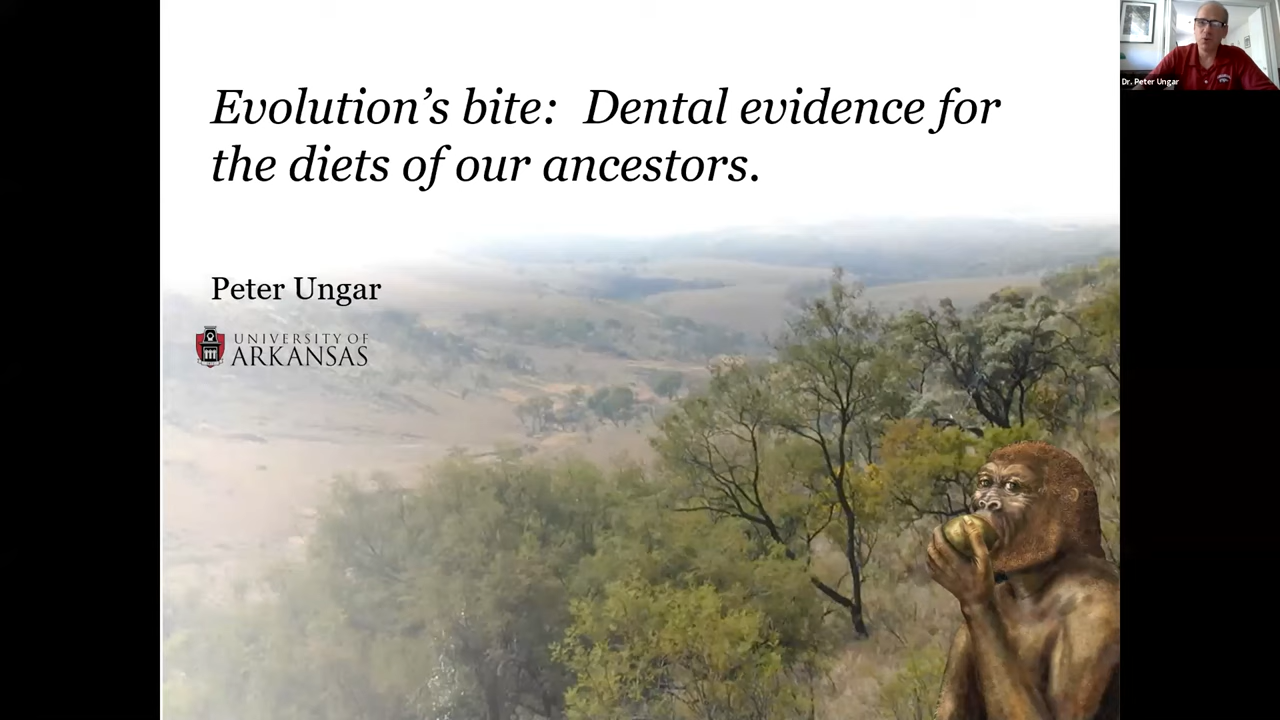 Evolution’s bite: Dental evidence for
the diets of our ancestors.
Peter Ungar
UNIVERSITY OF
ARKANSAS
Dr. Peter Ungar